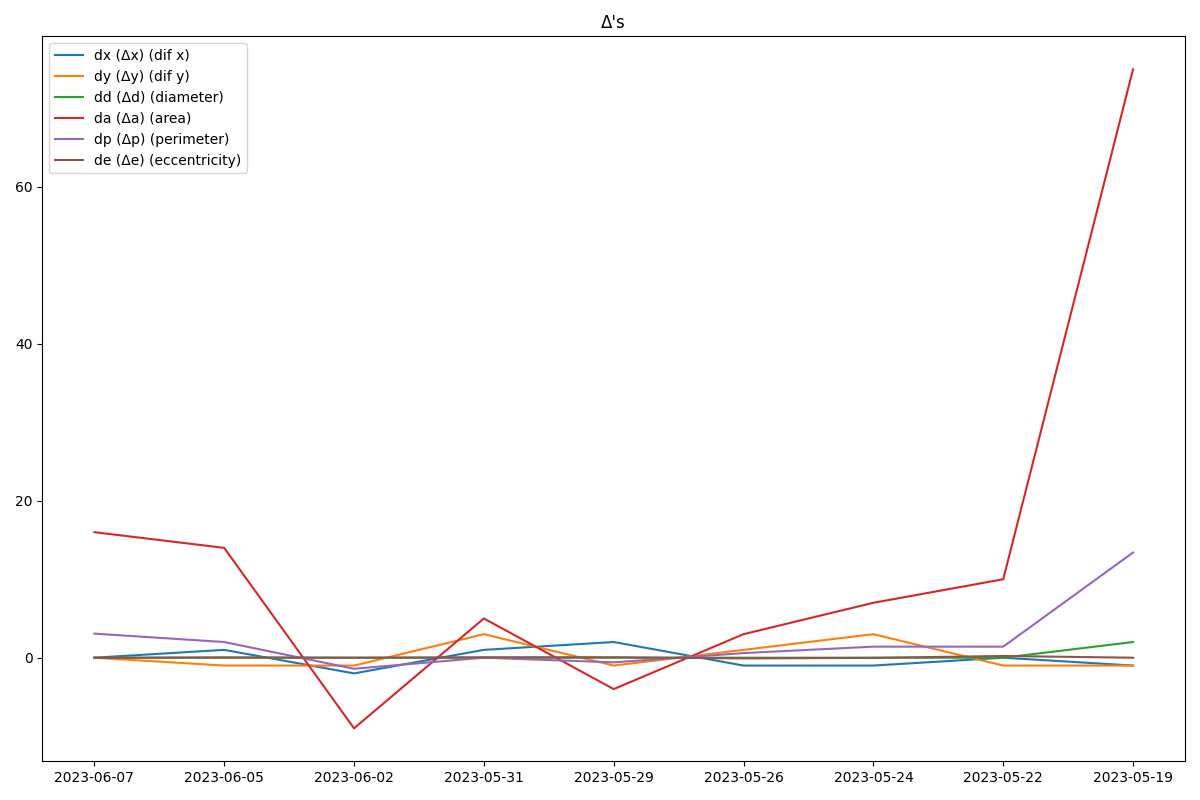 Δ's
dx (Δx) (dif x)
dy (Δy) (dif y)
dd (Δd) (diameter)
da (Δa) (area)
dp (Δp) (perimeter)
de (Δe) (eccentricity)
60
40
20
0
2023-06-07 2023-06-05 2023-06-02 2023-05-31 2023-05-29 2023-05-26 2023-05-24 2023-05-22 2023-05-19